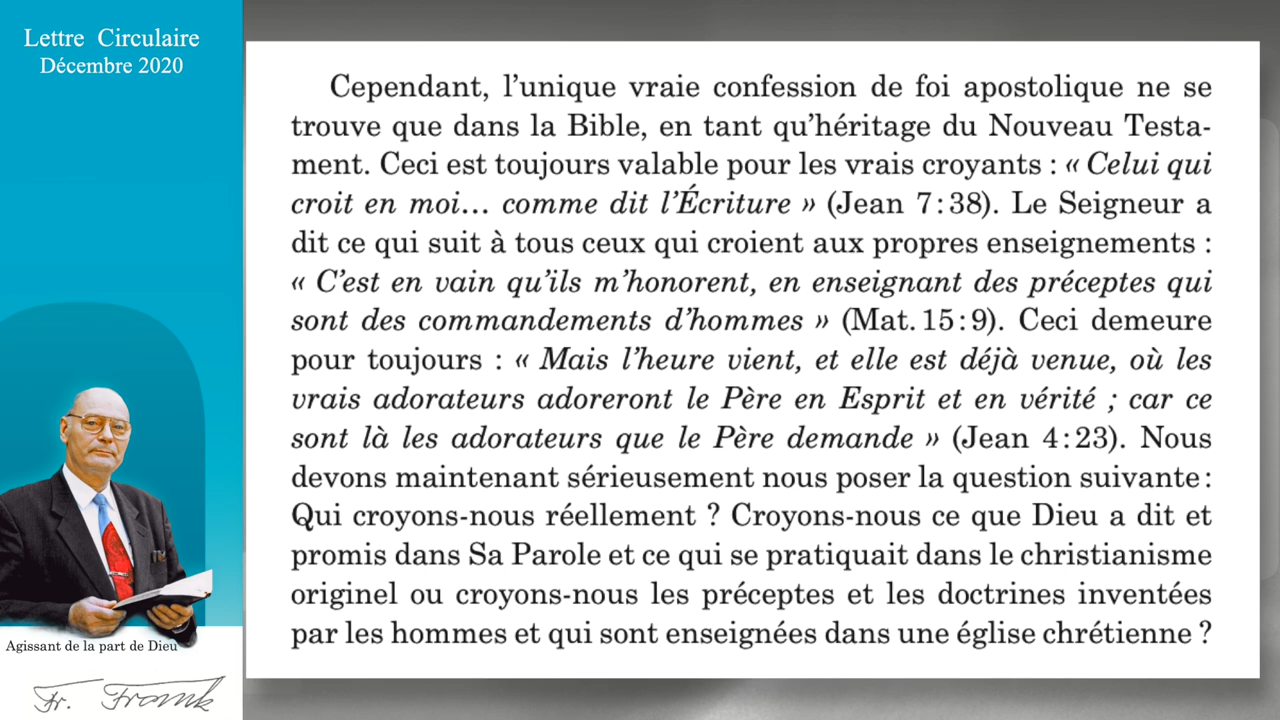 Lettre Circulaire
Décembre 2020
Cependant, l’unique vraie confession de foi apostolique ne se
trouve que dans la Bible, en tant qu’héritage du Nouveau Testa-
ment. Ceci est toujours valable pour les vrais croyants : « Celui qui
croit en moi… comme dit l’Écriture » (Jean 7:38). Le Seigneur a
dit ce qui suit à tous ceux qui croient aux propres enseignements :
« C’est en vain qu’ils m’honorent, en enseignant des préceptes qui
sont des commandements d’hommes » (Mat. 15:9). Ceci demeure
pour toujours : « Mais l’heure vient, et elle est déjà venue, où les
vrais adorateurs adoreront le Père en Esprit et en vérité ; car ce
sont là les adorateurs que le Père demande » (Jean 4:23). Nous
devons maintenant sérieusement nous poser la question suivante :
Qui croyons-nous réellement ? Croyons-nous ce que Dieu a dit et
promis dans Sa Parole et ce qui se pratiquait dans le christianisme
originel ou croyons-nous les préceptes et les doctrines inventées
par les hommes et qui sont enseignées dans une église chrétienne ?
Agissant de la part de Dieu
Fr. Frank